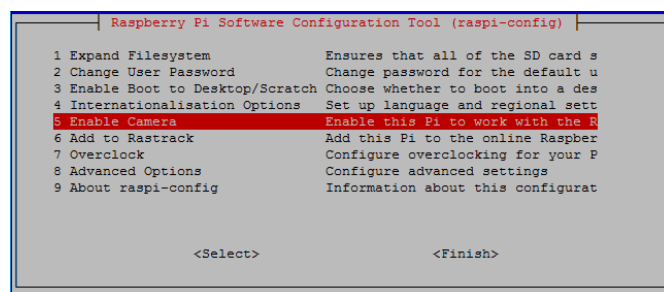 Raspberry Pi Software Configuration Tool (raspi-config)
1 Expand Filesystem Ensures that all of the SD card s
2 Change User Password Change password for the default u
3 Enable Boot to Desktop/Scratch Choose whether to boot into a des
4 Internationalisation Options Set up language and regional sett
5 Enable Camera Enable this Pi to work with the R
6 Add to Rastrack Add this Pi to the online Raspber
7 Overclock Configure overclocking for your P
8 Advanced Options Configure advanced settings
9 About raspi-config Information about this configurat
<Select> <Finish>